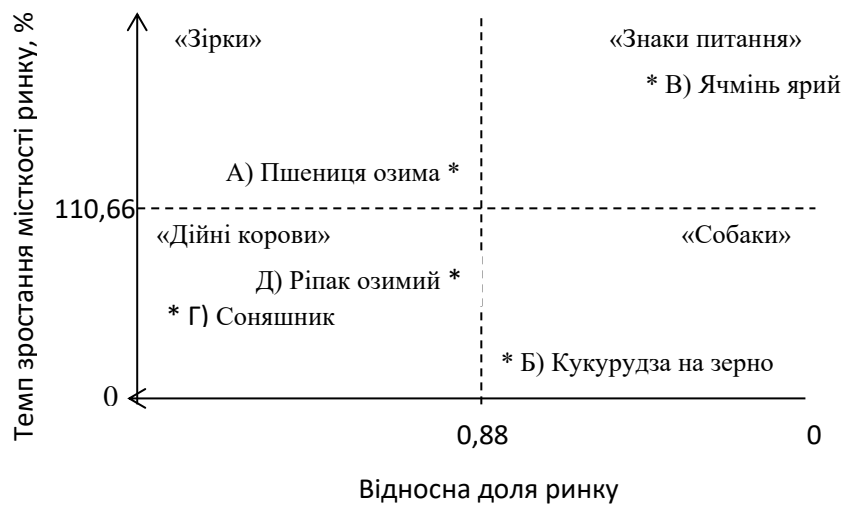 Темп зростання місткості ринку, %
«Зірки»
«Знаки питання»
* В) Ячмінь ярий
А) Пшениця озима *
110,66
«Дійні корови»
«Собаки»
Д) Ріпак озимий *
* Г) Соняшник
* Б) Кукурудза на зерно
0
0,88
0
Відносна доля ринку